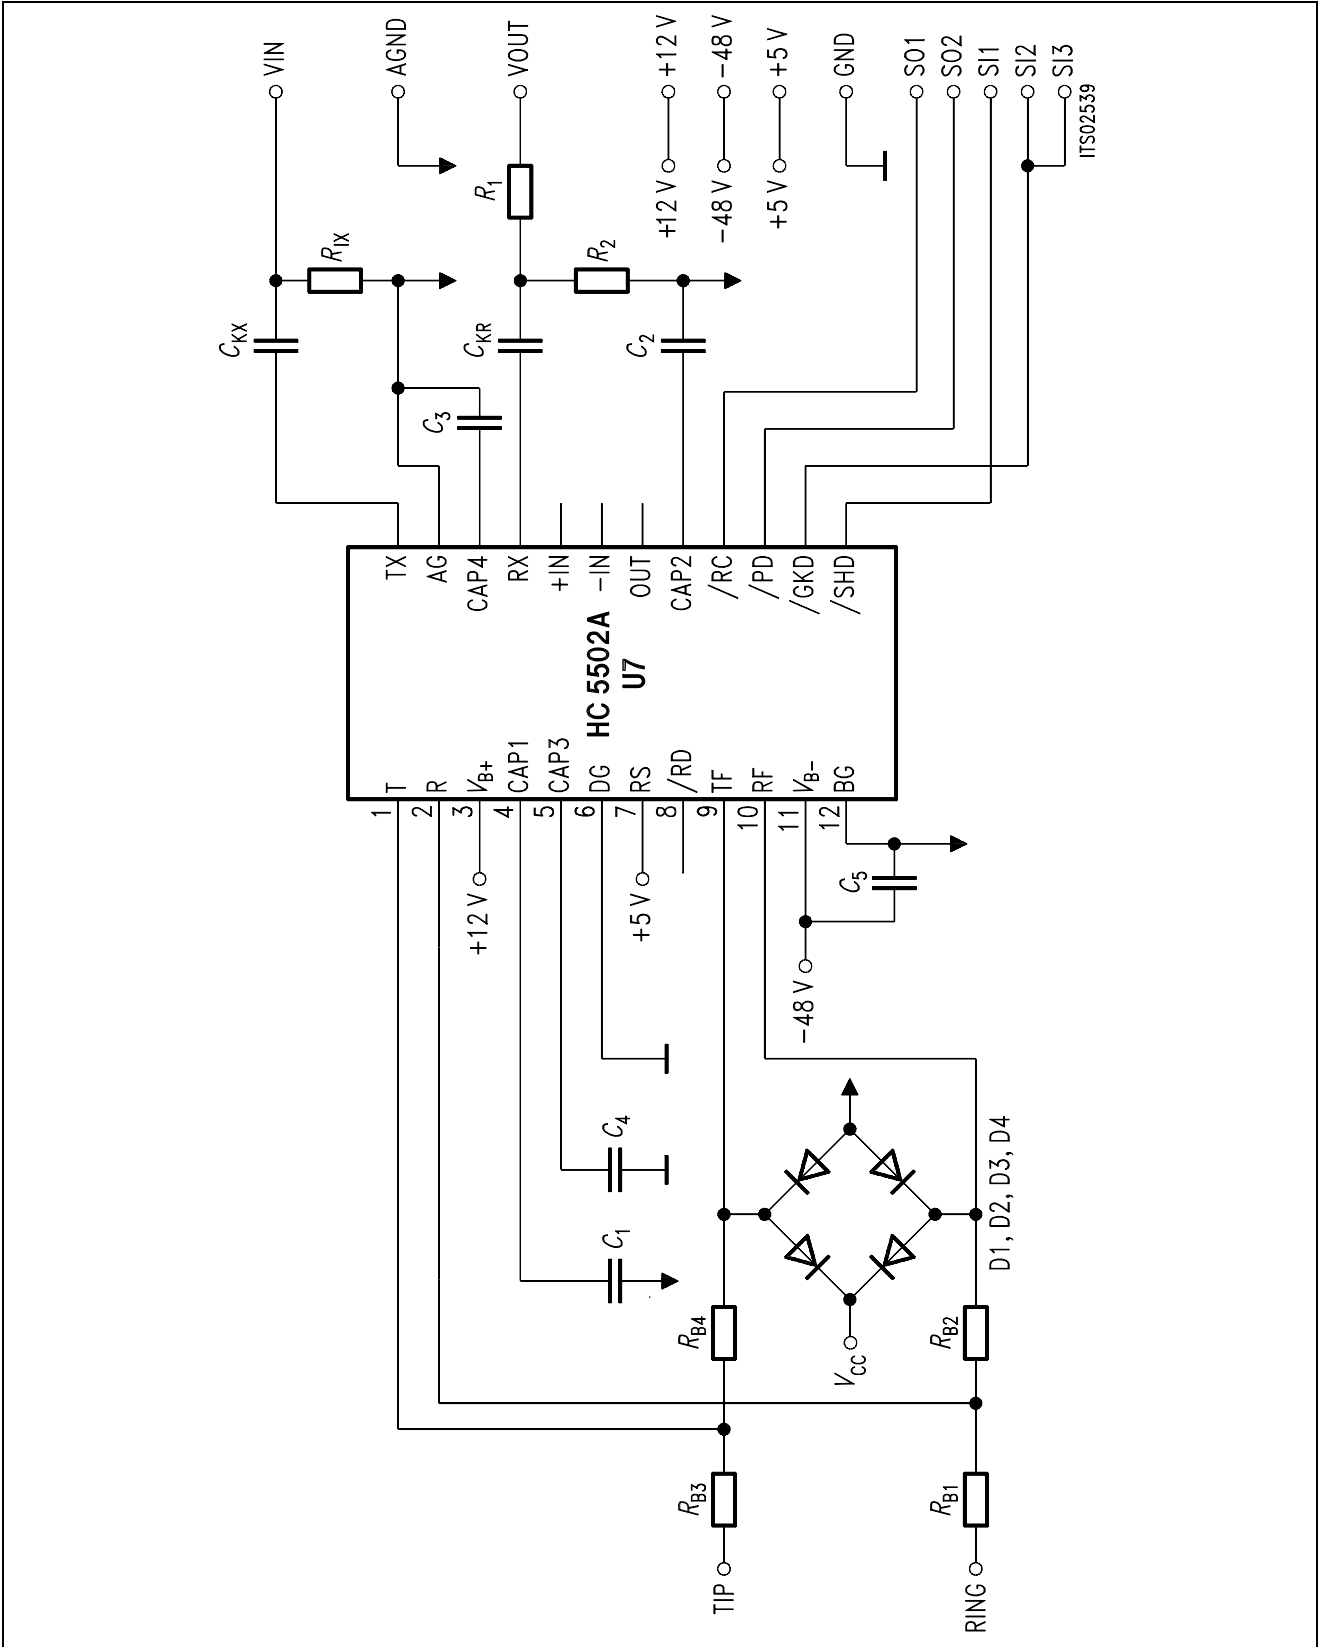 VIN
AGND
VOUT
+12 V
-48 V
+5 V
GND
SO1
SO2
SI1
SI2
SI3
ITS02539
+12 V
-48 V
+5 V
R1
RIX
R2
CKX
CKR
C2
C3
TX
AG
CAP4
RX
+IN
-IN
OUT
CAP2
/RC
/PD
/GKD
/SHD
HC 5502A
U7
T
R
VB+
CAP1
CAP3
DG
RS
/RD
TF
RF
VB-
BG
1
2
3
4
5
6
7
8
9
10
11
12
+12 V
+5 V
C5
-48 V
C4
C1
D1, D2, D3, D4
RB4
RB2
VCC
RB3
RB1
TIP
RING